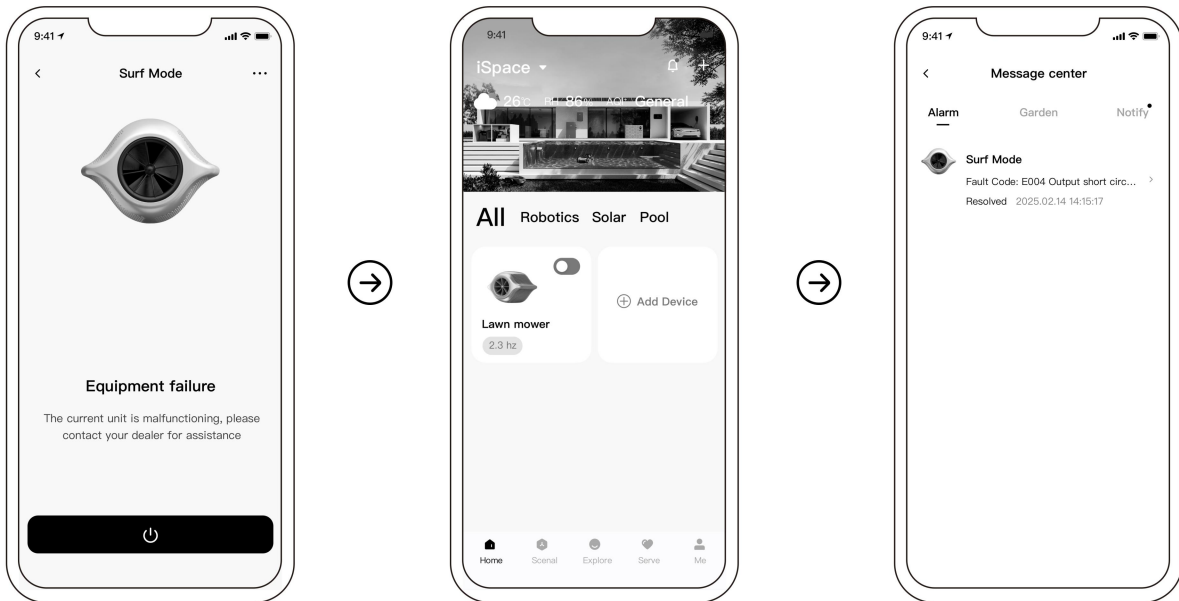 9:41
Surf Mode
Equipment failure
The current unit is malfunctioning, please
contact your dealer for assistance
9:41
iSpace
26°C RH 86% AQI: General
All Robotics Solar Pool
Lawn mower
2.3 hz
Add Device
Home Scenal Explore Serve Me
9:41
Message center
Alarm Garden Notify
Surf Mode
Fault Code: E004 Output short circ...
Resolved 2025.02.14 14:15:17